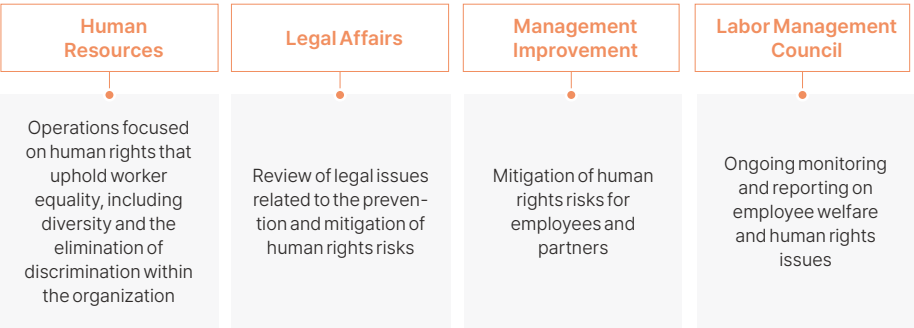 Human
Resources
Operations focused
on human rights that
uphold worker
equality, including
diversity and the
elimination of
discrimination within
the organization
Legal Affairs
Review of legal issues
related to the preven-
tion and mitigation of
human rights risks
Management
Improvement
Mitigation of human
rights risks for
employees and
partners
Labor Management
Council
Ongoing monitoring
and reporting on
employee welfare
and human rights
issues